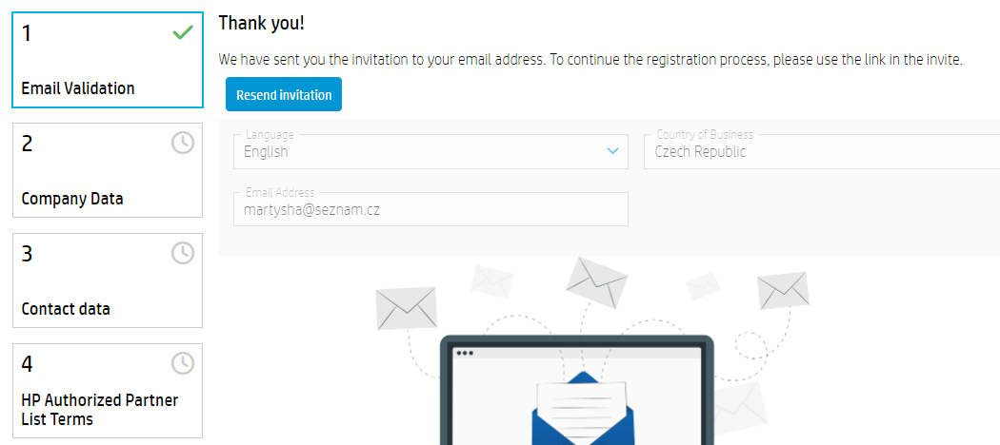 1
Email Validation
2
Company Data
3
Contact data
4
HP Authorized Partner
List Terms
Thank you!
We have sent you the invitation to your email address. To continue the registration process, please use the link in the invite.
Resend invitation
Language
English
Country of Business
Czech Republic
Email Address
martysha@seznam.cz